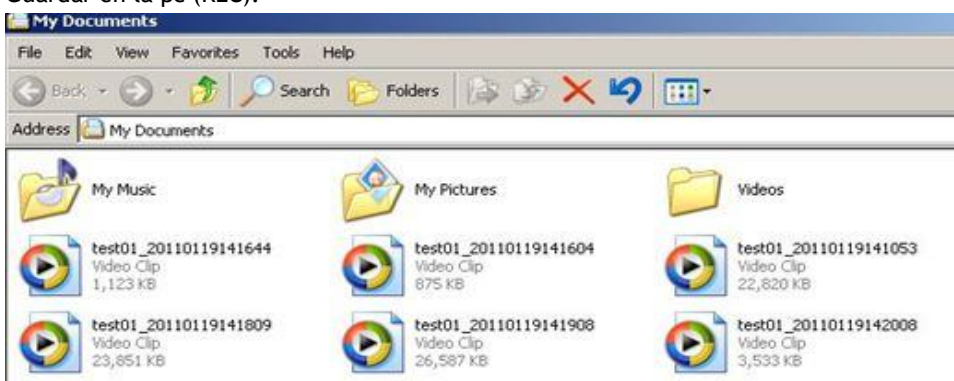 Guardar en la pc (REC):
My Documents
File Edit View Favorites Tools Help
Back Search Folders
Address My Documents
My Music My Pictures Videos
test01_20110119141644 test01_20110119141604 test01_20110119141053
Video Clip Video Clip Video Clip
1,123 KB 875 KB 22,820 KB
test01_20110119141809 test01_20110119141908 test01_20110119142008
Video Clip Video Clip Video Clip
23,851 KB 26,587 KB 3,533 KB